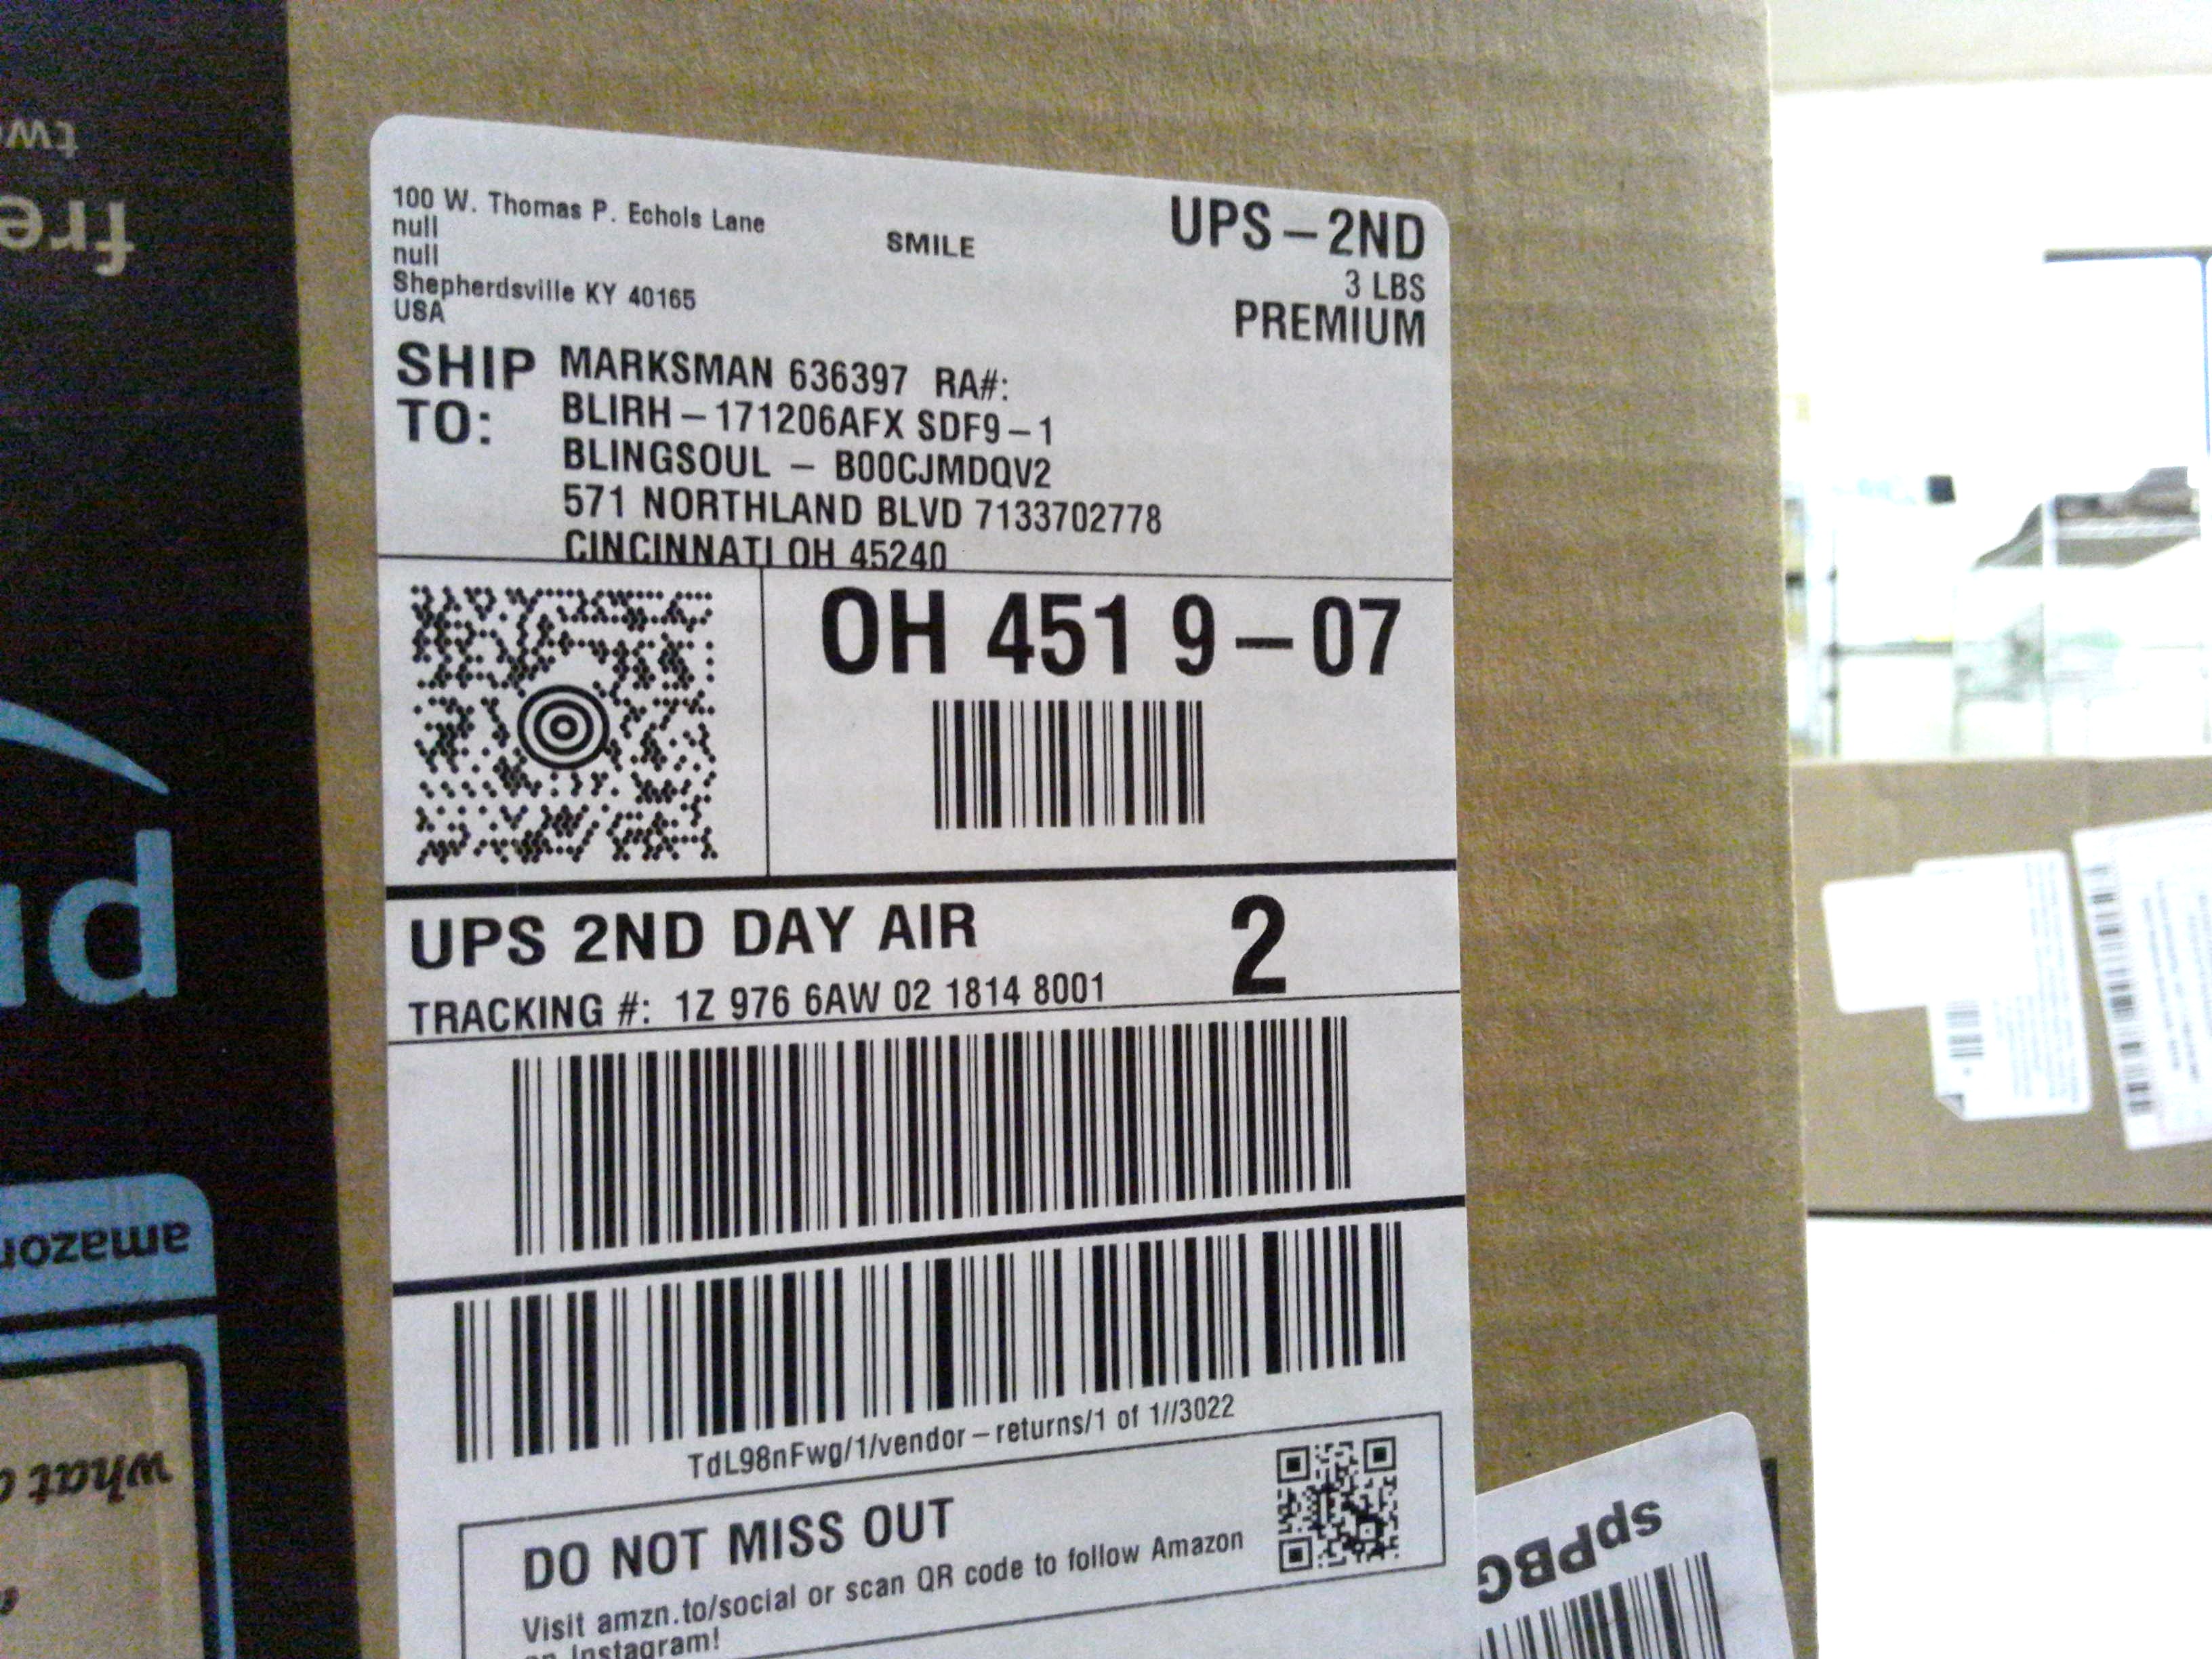 100 W. Thomas P. Echols Lane
null
null
Shepherdsville KY 40165
USA
SMILE
UPS – 2ND
3 LBS
PREMIUM
SHIP TO:
MARKSMAN 636397 RA#:
BLIRH – 171206AFX SDF9 – 1
BLINGSOUL – B00CJMDQV2
571 NORTHLAND BLVD 7133702778
CINCINNATI OH 45240
OH 451 9 – 07
UPS 2ND DAY AIR
2
TRACKING #: 1Z 976 6AW 02 1814 8001
TdL98nFwg/1/vendor – returns/1 of 1//3022
DO NOT MISS OUT
Visit amzn.to/social or scan QR code to follow Amazon
on Instagram!
amazon
what